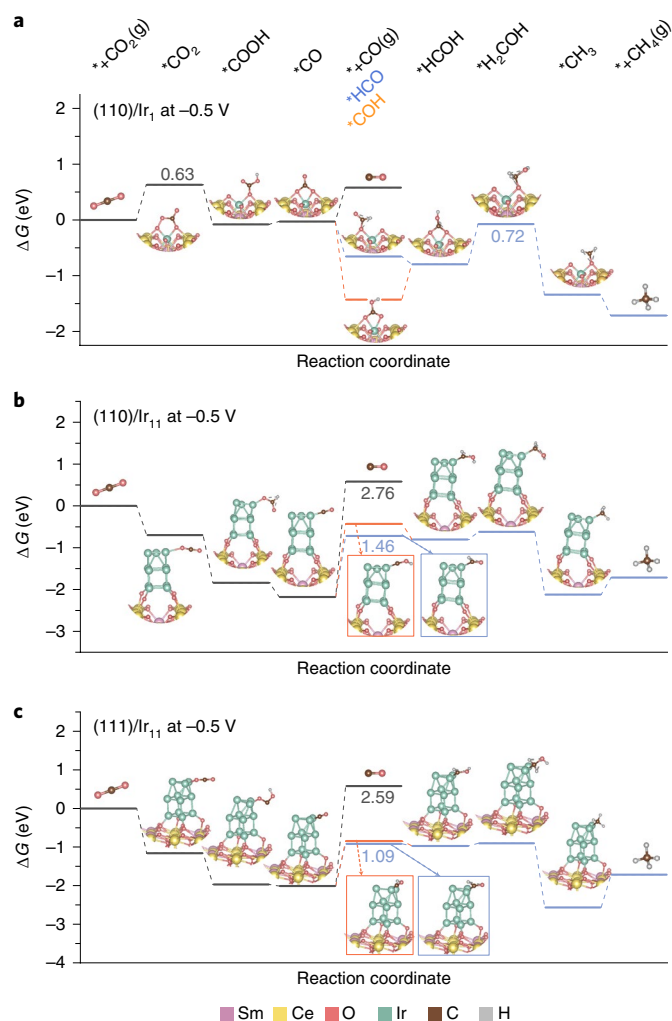 a
*+CO₂(g)
*CO₂
*COOH
*CO
*+CO(g)
*HCO
*COH
*HCOH
*H₂COH
*CH₃
*+CH₄(g)
(110)/Ir₁ at –0.5 V
2
1
0
–1
–2
ΔG (eV)
0.63
0.72
Reaction coordinate
b
(110)/Ir₁₁ at –0.5 V
2
1
0
–1
–2
–3
ΔG (eV)
2.76
1.46
Reaction coordinate
c
(111)/Ir₁₁ at –0.5 V
2
1
0
–1
–2
–3
–4
ΔG (eV)
2.59
1.09
Reaction coordinate
Sm Ce O Ir C H